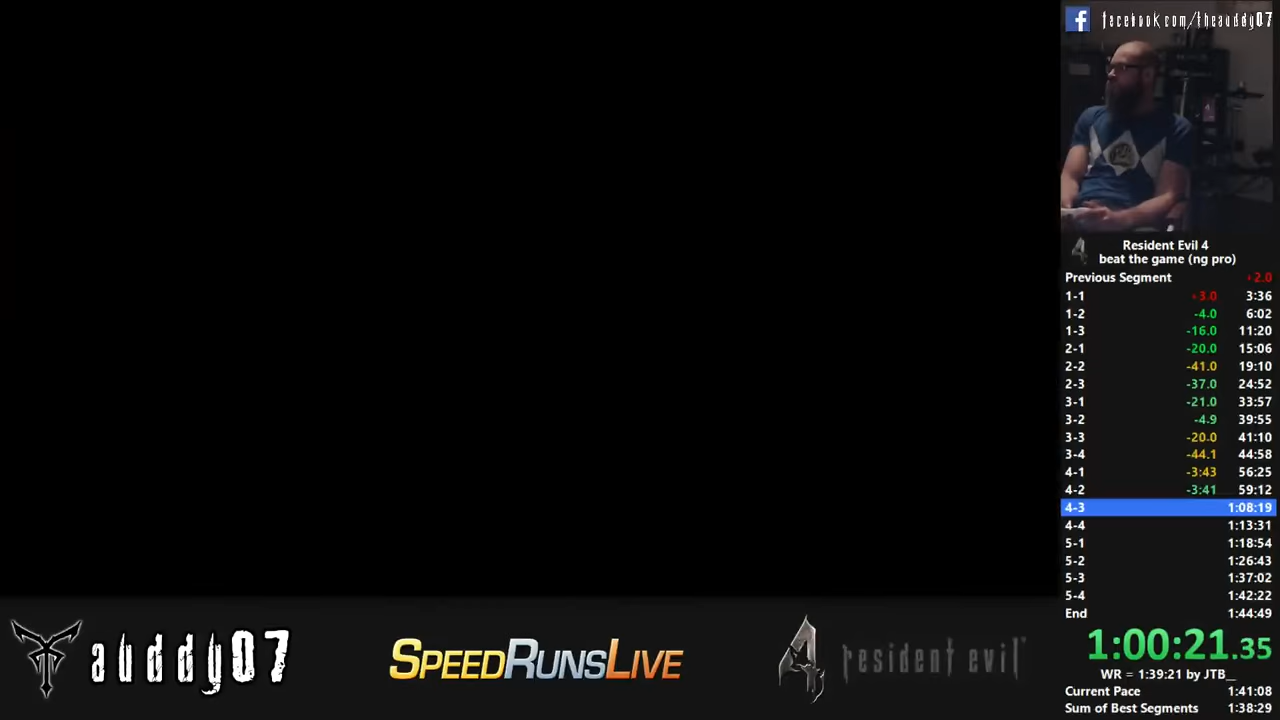 facebook.com/theauddy07
Resident Evil 4
beat the game (ng pro)
Previous Segment +2.0
1-1 +3.0 3:36
1-2 -4.0 6:02
1-3 -16.0 11:20
2-1 -20.0 15:06
2-2 -41.0 19:10
2-3 -37.0 24:52
3-1 -21.0 33:57
3-2 -4.9 39:55
3-3 -20.0 41:10
3-4 -44.1 44:58
4-1 -3:43 56:25
4-2 -3:41 59:12
4-3 1:08:19
4-4 1:13:31
5-1 1:18:54
5-2 1:26:43
5-3 1:37:02
5-4 1:42:22
End 1:44:49
1:00:21.35
WR = 1:39:21 by JTB__
Current Pace 1:41:08
Sum of Best Segments 1:38:29
auddy07
SPEEDRUNSLIVE
4 resident evil